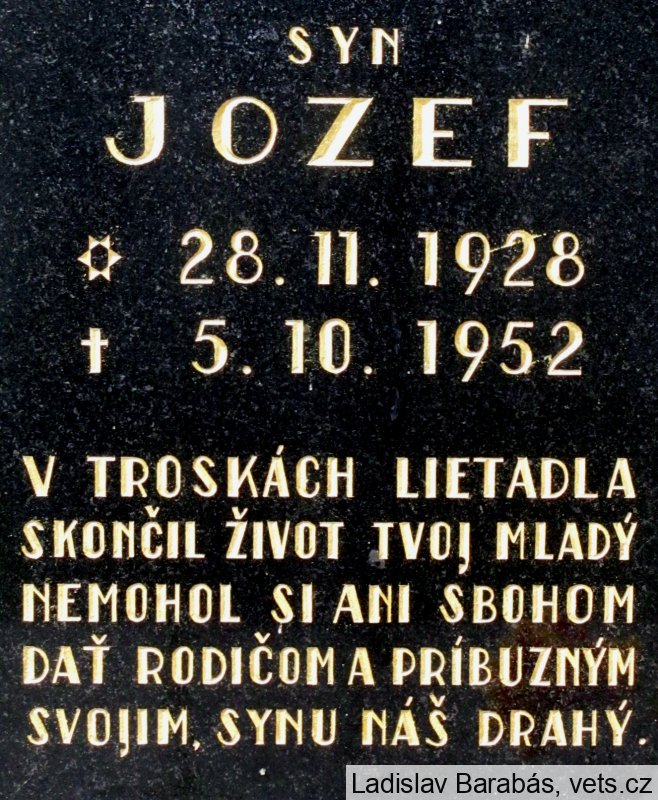 SYN
JOZEF
✡ 28. 11. 1928
† 5. 10. 1952
V TROSKÁCH LIETADLA
SKONČIL ŽIVOT TVOJ MLADÝ
NEMOHOL SI ANI SBOHOM
DAŤ RODIČOM A PRÍBUZNÝM
SVOJIM, SYNU NÁŠ DRAHÝ.
Ladislav Barabás, vets.cz